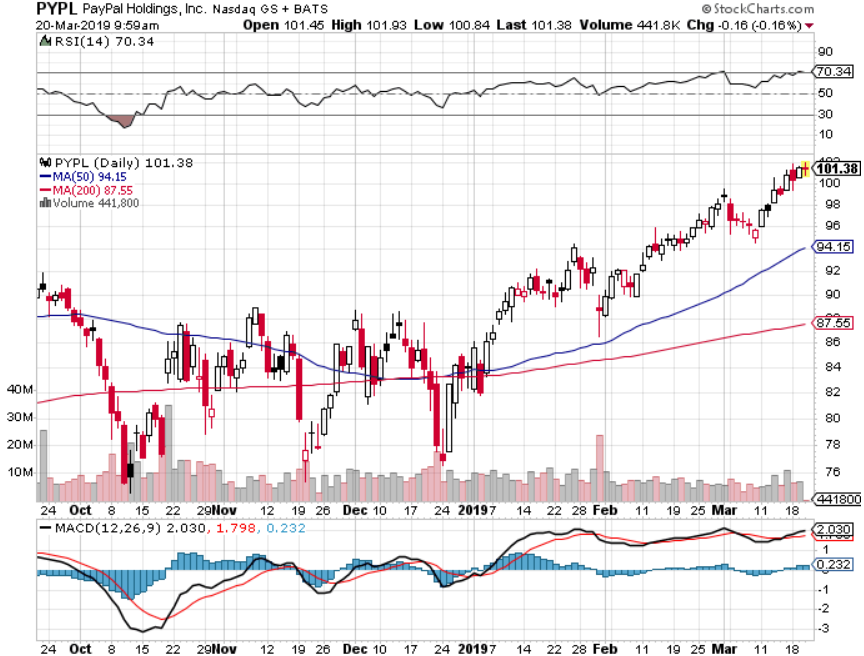 PYPL PayPal Holdings, Inc. Nasdaq GS + BATS © StockCharts.com
20-Mar-2019 9:59am Open 101.45 High 101.93 Low 100.84 Last 101.38 Volume 441.8K Chg -0.16 (-0.16%)
RSI(14) 70.34
90
70.34
50
30
10
PYPL (Daily) 101.38
MA(50) 94.15
MA(200) 87.55
Volume 441,800
101.38
100
98
96
94.15
92
90
87.55
86
84
82
80
78
76
40M
30M
20M
10M
441800
24 Oct 8 15 22 29 Nov 12 19 26 Dec 10 17 24 2019 7 14 22 28 Feb 11 19 25 Mar 11 18
MACD(12,26,9) 2.030, 1.798, 0.232
2.030
1
0.232
-1
-2
-3
24 Oct 8 15 22 29 Nov 12 19 26 Dec 10 17 24 2019 7 14 22 28 Feb 11 19 25 Mar 11 18